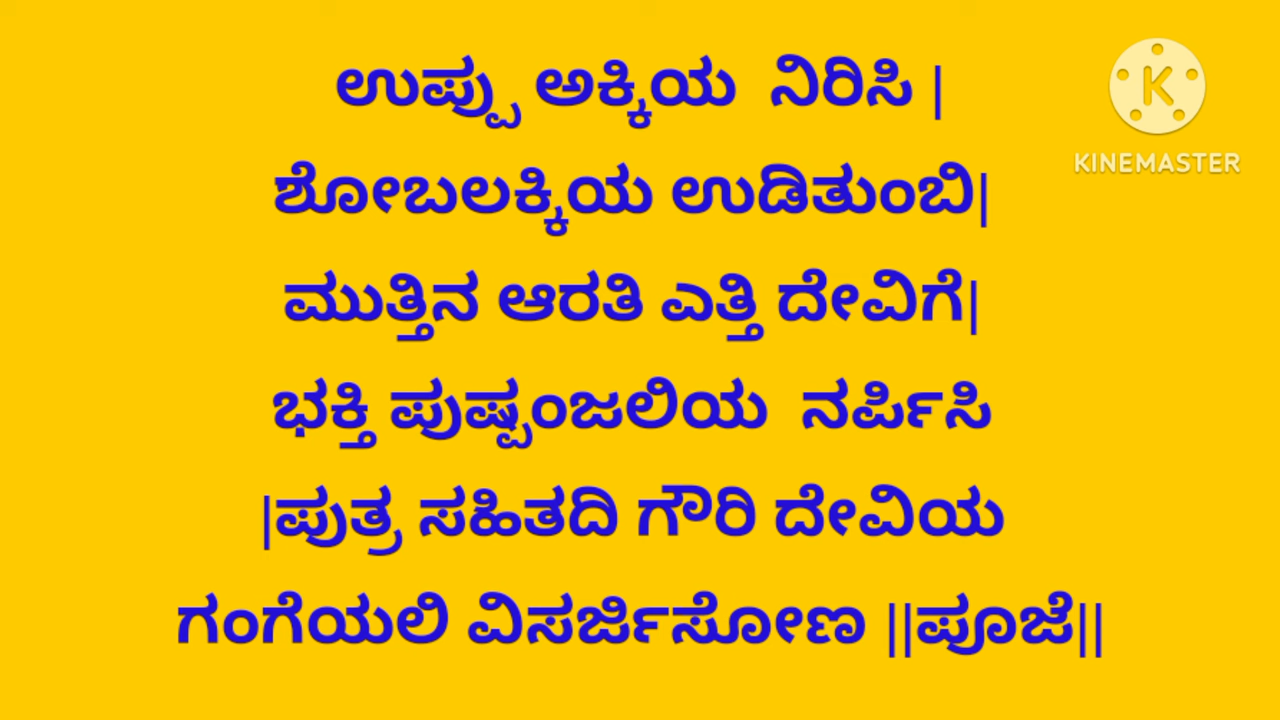 ಉಪ್ಪು ಅಕ್ಕಿಯ ನಿರಿಸಿ |
ಶೋಬಲಕ್ಕಿಯ ಉಡಿತುಂಬಿ|
ಮುತ್ತಿನ ಆರತಿ ಎತ್ತಿ ದೇವಿಗೆ|
ಭಕ್ತಿ ಪುಷ್ಪಂಜಲಿಯ ನರ್ಪಿಸಿ
|ಪುತ್ರ ಸಹಿತದಿ ಗೌರಿ ದೇವಿಯ
ಗಂಗೆಯಲಿ ವಿಸರ್ಜಿಸೋಣ ||ಪೂಜೆ||
K
KINEMASTER